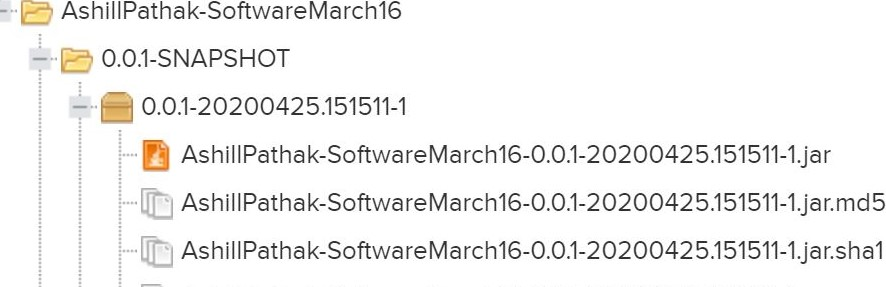 AshillPathak-SoftwareMarch16
0.0.1-SNAPSHOT
0.0.1-20200425.151511-1
AshillPathak-SoftwareMarch16-0.0.1-20200425.151511-1.jar
AshillPathak-SoftwareMarch16-0.0.1-20200425.151511-1.jar.md5
AshillPathak-SoftwareMarch16-0.0.1-20200425.151511-1.jar.sha1